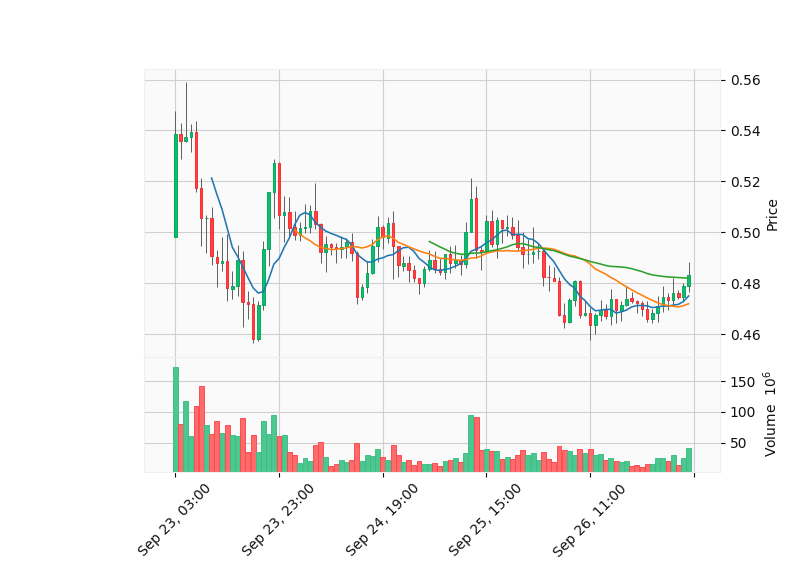 0.56
0.54
0.52
0.50
0.48
0.46
Price
150
100
50
Volume 10^6
Sep 23, 03:00
Sep 23, 23:00
Sep 24, 19:00
Sep 25, 15:00
Sep 26, 11:00